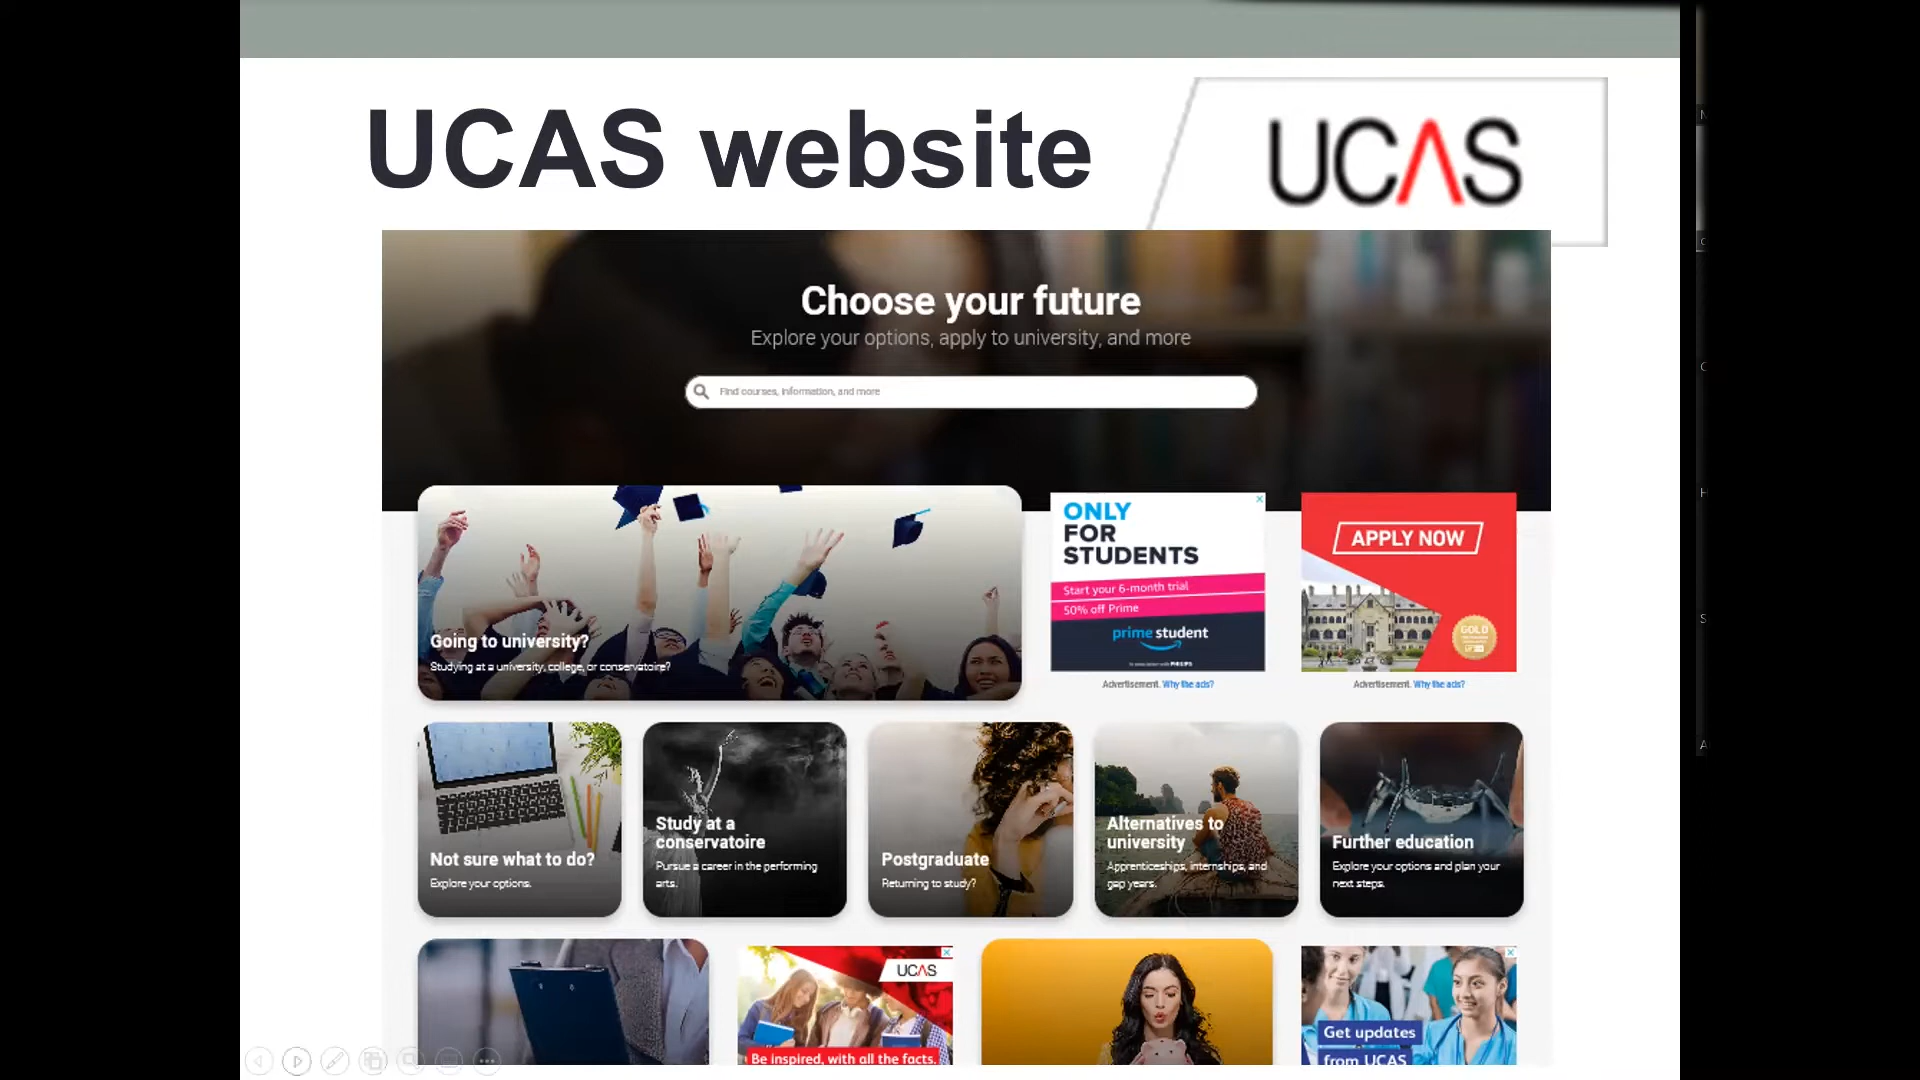 UCAS website
UCAS
Choose your future
Explore your options, apply to university, and more
Find courses, information, and more
Going to university?
Studying at a university, college, or conservatoire?
ONLY
FOR
STUDENTS
Start your 6-month trial
50% off Prime
prime student
Advertisement. Why the ads?
APPLY NOW
GOLD
Advertisement. Why the ads?
Not sure what to do?
Explore your options.
Study at a
conservatoire
Pursue a career in the performing
arts.
Postgraduate
Returning to study?
Alternatives to
university
Apprenticeships, internships, and
gap years.
Further education
Explore your options and plan your
next steps.
UCAS
Be inspired, with all the facts.
Get updates
from UCAS